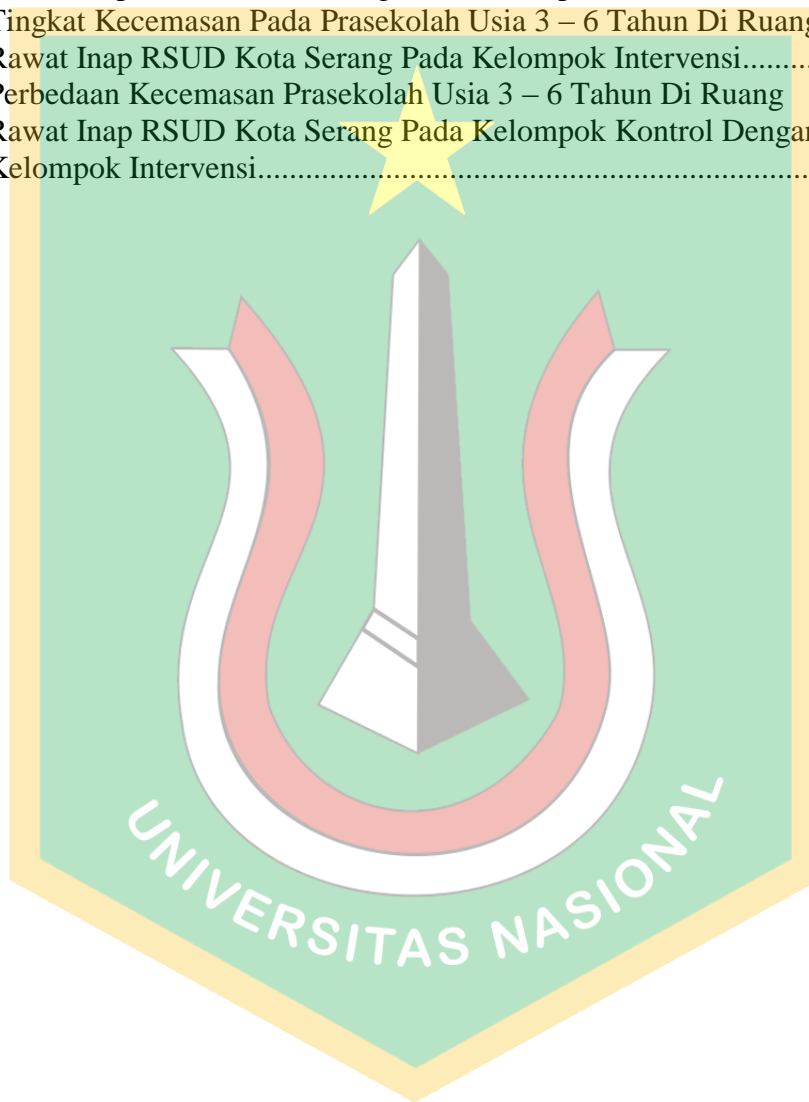 Tingkat Kecemasan Pada Prasekolah Usia 3 – 6 Tahun Di Ruang
Rawat Inap RSUD Kota Serang Pada Kelompok Intervensi.........
Perbedaan Kecemasan Prasekolah Usia 3 – 6 Tahun Di Ruang
Rawat Inap RSUD Kota Serang Pada Kelompok Kontrol Dengan
Kelompok Intervensi......................................................................
UNIVERSITAS NASIONAL